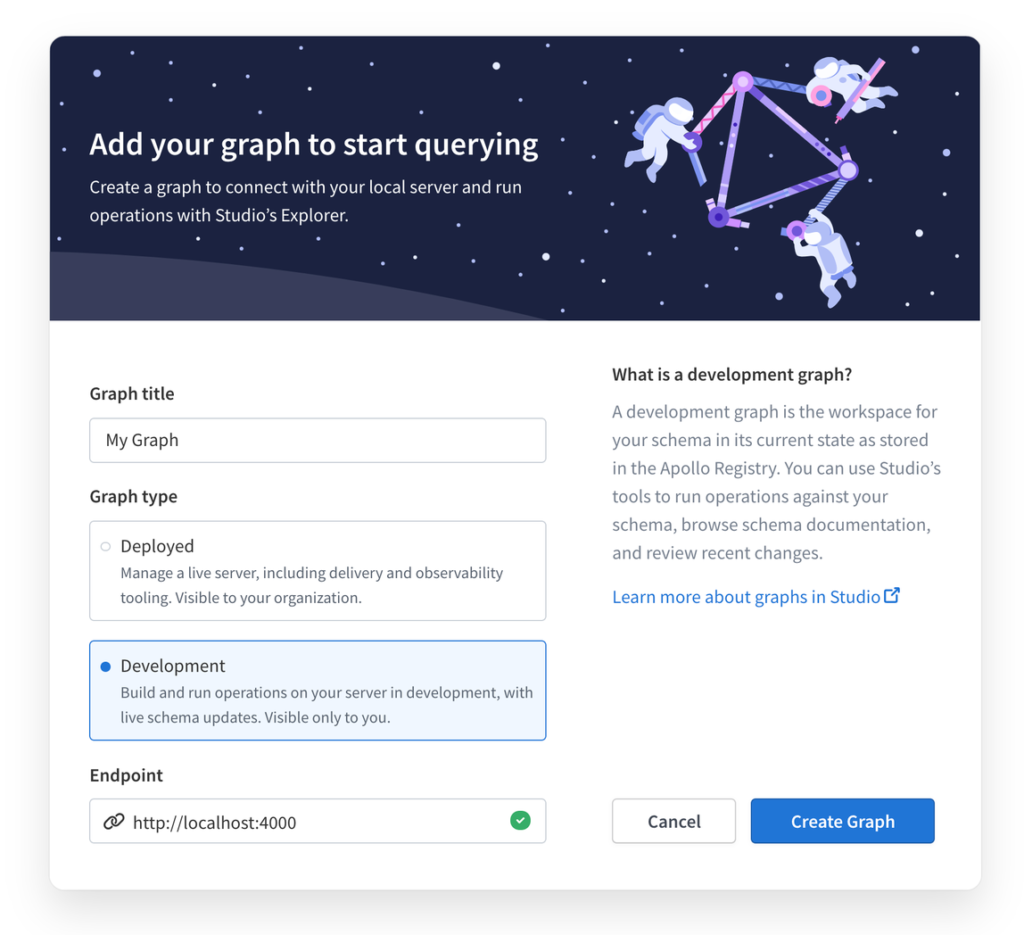 Add your graph to start querying
Create a graph to connect with your local server and run
operations with Studio’s Explorer.
Graph title
My Graph
Graph type
Deployed
Manage a live server, including delivery and observability
tooling. Visible to your organization.
Development
Build and run operations on your server in development, with
live schema updates. Visible only to you.
Endpoint
http://localhost:4000
What is a development graph?
A development graph is the workspace for
your schema in its current state as stored
in the Apollo Registry. You can use Studio’s
tools to run operations against your
schema, browse schema documentation,
and review recent changes.
Learn more about graphs in Studio
Cancel
Create Graph